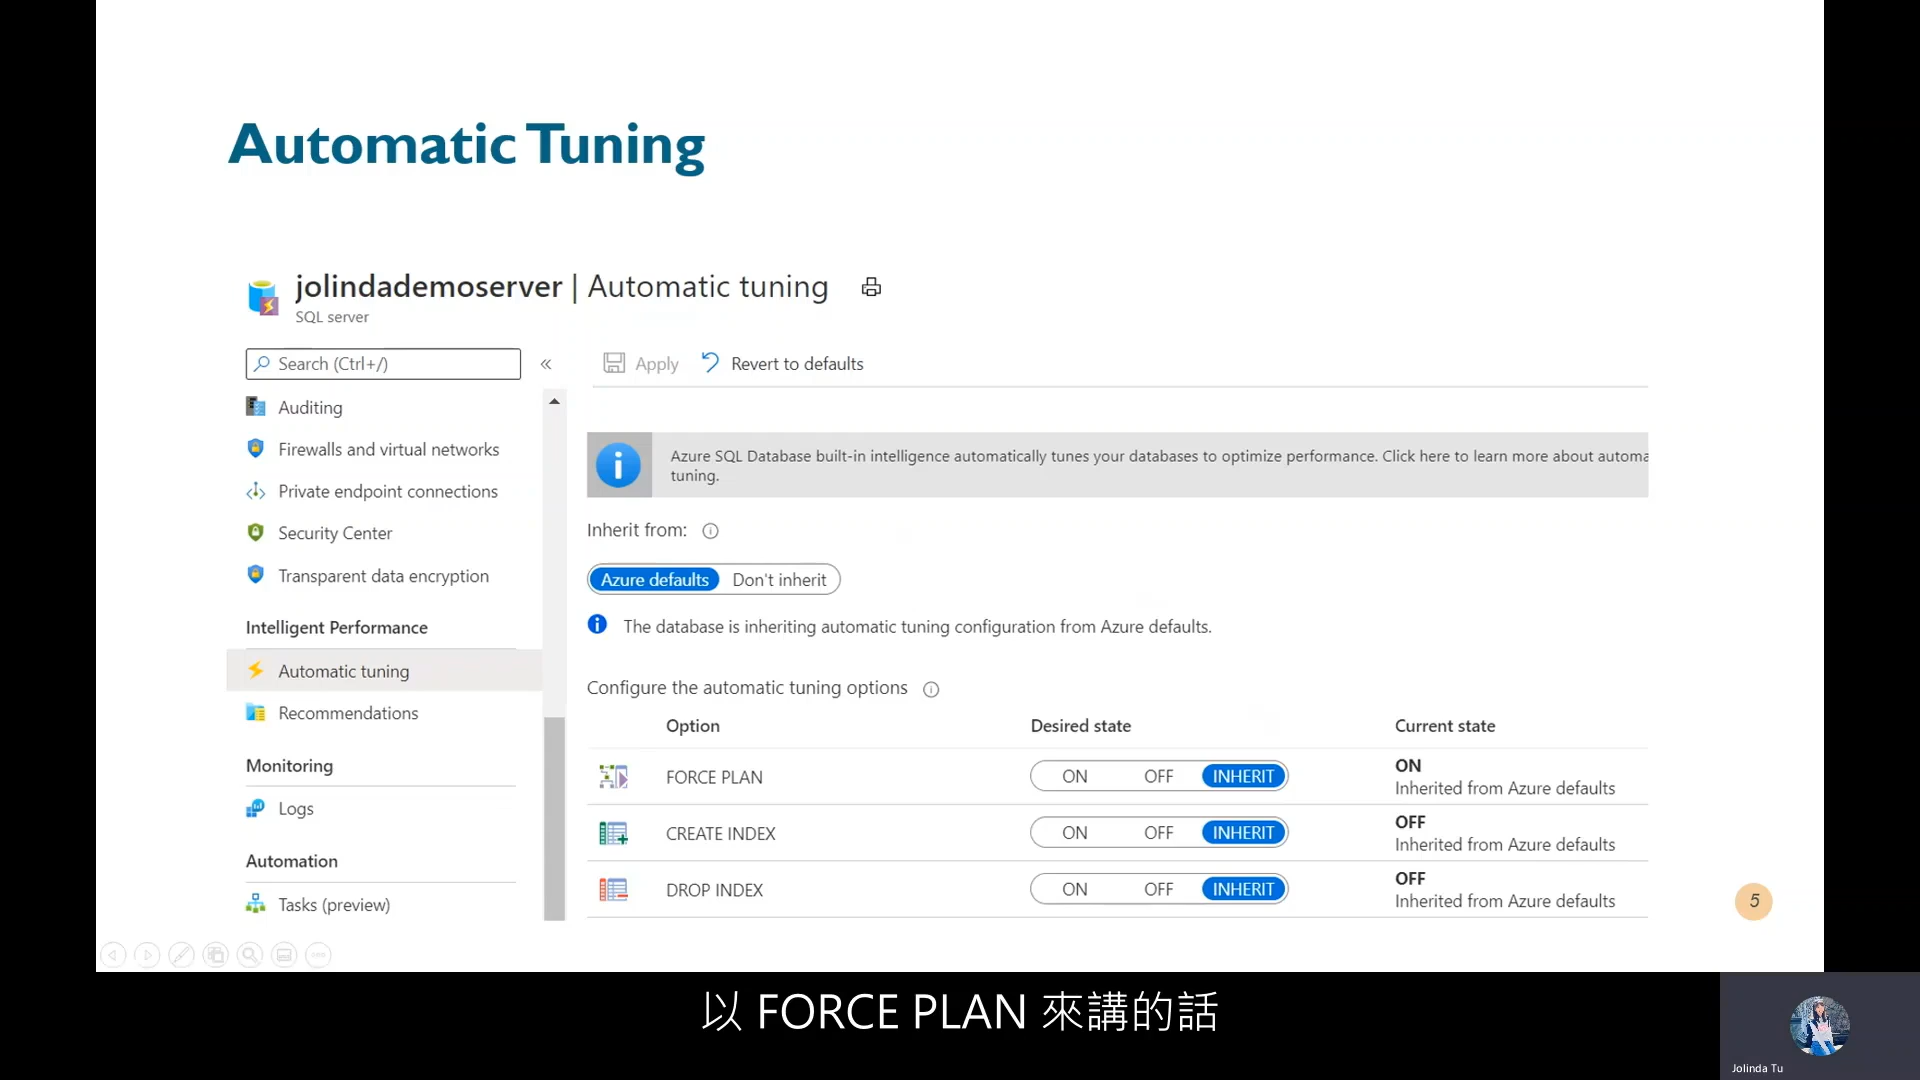 Automatic Tuning
jolindademoserver | Automatic tuning
SQL server
Search (Ctrl+/)
«
Apply
Revert to defaults
Auditing
Firewalls and virtual networks
Private endpoint connections
Security Center
Transparent data encryption
Intelligent Performance
Automatic tuning
Recommendations
Monitoring
Logs
Automation
Tasks (preview)
Azure SQL Database built-in intelligence automatically tunes your databases to optimize performance. Click here to learn more about automa
tuning.
Inherit from:
Azure defaults Don't inherit
The database is inheriting automatic tuning configuration from Azure defaults.
Configure the automatic tuning options
Option Desired state Current state
FORCE PLAN ON OFF INHERIT ON
Inherited from Azure defaults
CREATE INDEX ON OFF INHERIT OFF
Inherited from Azure defaults
DROP INDEX ON OFF INHERIT OFF
Inherited from Azure defaults
5
以 FORCE PLAN 來講的話
Jolinda Tu